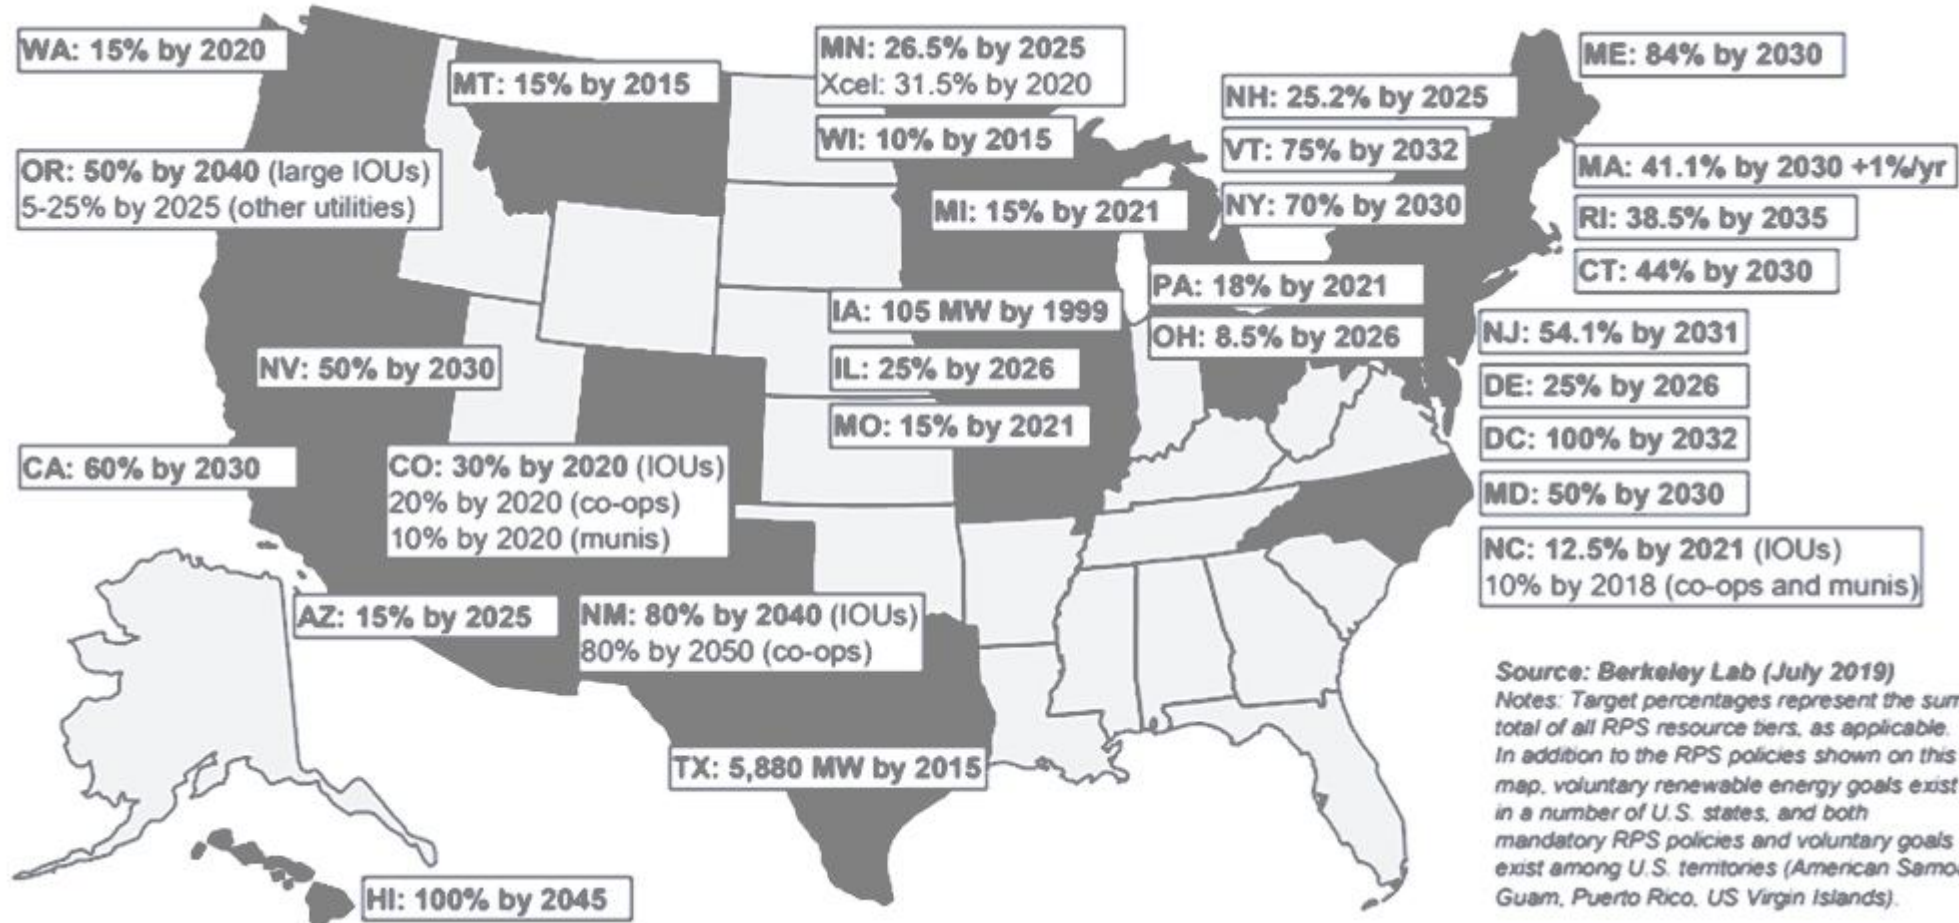 WA: 15% by 2020
MT: 15% by 2015
MN: 26.5% by 2025
Xcel: 31.5% by 2020
WI: 10% by 2015
ME: 84% by 2030
NH: 25.2% by 2025
VT: 75% by 2032
NY: 70% by 2030
MA: 41.1% by 2030 +1%/yr
RI: 38.5% by 2035
CT: 44% by 2030
OR: 50% by 2040 (large IOUs)
5-25% by 2025 (other utilities)
MI: 15% by 2021
PA: 18% by 2021
OH: 8.5% by 2026
IA: 105 MW by 1999
IL: 25% by 2026
MO: 15% by 2021
NJ: 54.1% by 2031
DE: 25% by 2026
DC: 100% by 2032
MD: 50% by 2030
NC: 12.5% by 2021 (IOUs)
10% by 2018 (co-ops and munis)
NV: 50% by 2030
CA: 60% by 2030
CO: 30% by 2020 (IOUs)
20% by 2020 (co-ops)
10% by 2020 (munis)
AZ: 15% by 2025
NM: 80% by 2040 (IOUs)
80% by 2050 (co-ops)
TX: 5,880 MW by 2015
HI: 100% by 2045
Source: Berkeley Lab (July 2019)
Notes: Target percentages represent the sum
total of all RPS resource tiers, as applicable.
In addition to the RPS policies shown on this
map, voluntary renewable energy goals exist
in a number of U.S. states, and both
mandatory RPS policies and voluntary goals
exist among U.S. territories (American Samoa,
Guam, Puerto Rico, US Virgin Islands).